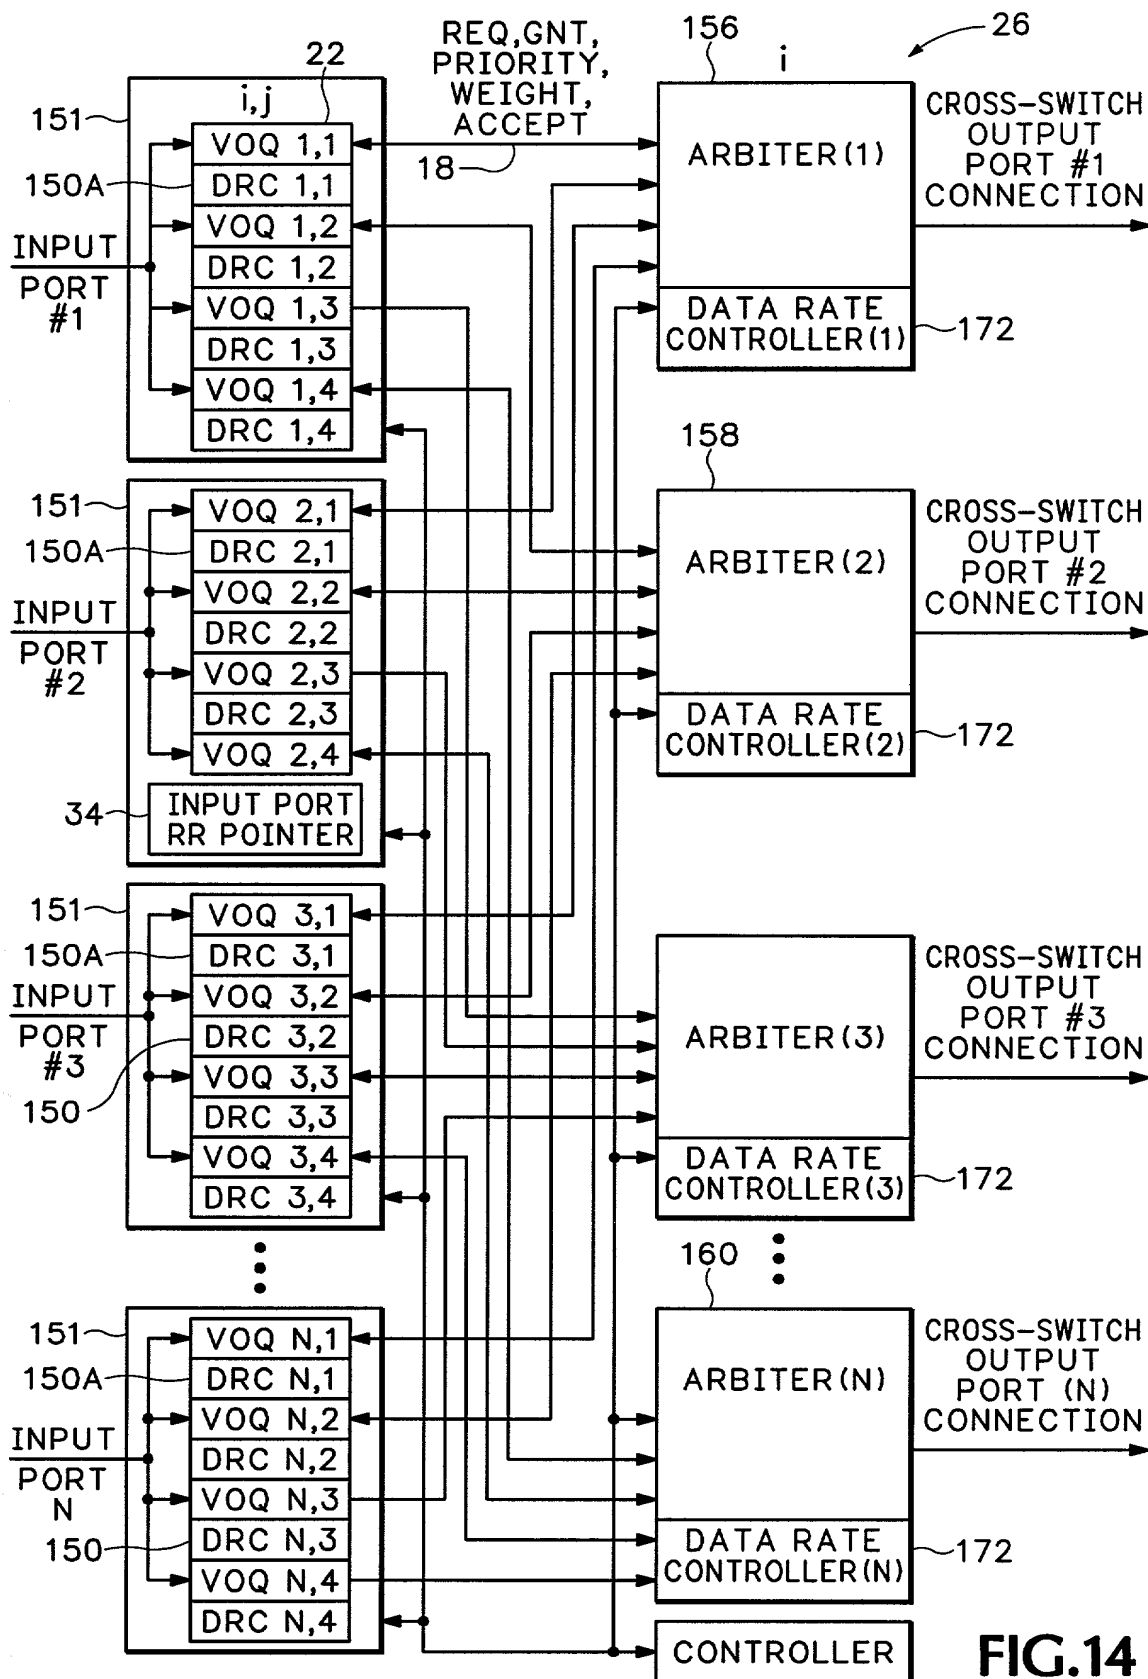 REQ,GNT,
PRIORITY,
WEIGHT,
ACCEPT
18
26
151
i,j
22
VOQ 1,1
150A
DRC 1,1
VOQ 1,2
DRC 1,2
VOQ 1,3
DRC 1,3
VOQ 1,4
DRC 1,4
INPUT
PORT
#1
156
i
ARBITER(1)
DATA RATE
CONTROLLER(1)
172
CROSS-SWITCH
OUTPUT
PORT #1
CONNECTION
151
VOQ 2,1
150A
DRC 2,1
VOQ 2,2
DRC 2,2
VOQ 2,3
DRC 2,3
VOQ 2,4
INPUT
PORT
#2
34
INPUT PORT
RR POINTER
158
ARBITER(2)
DATA RATE
CONTROLLER(2)
172
CROSS-SWITCH
OUTPUT
PORT #2
CONNECTION
151
VOQ 3,1
150A
DRC 3,1
VOQ 3,2
DRC 3,2
150
VOQ 3,3
DRC 3,3
VOQ 3,4
DRC 3,4
INPUT
PORT
#3
ARBITER(3)
DATA RATE
CONTROLLER(3)
172
CROSS-SWITCH
OUTPUT
PORT #3
CONNECTION
151
VOQ N,1
150A
DRC N,1
VOQ N,2
DRC N,2
VOQ N,3
150
DRC N,3
VOQ N,4
DRC N,4
INPUT
PORT
N
160
ARBITER(N)
DATA RATE
CONTROLLER(N)
172
CROSS-SWITCH
OUTPUT
PORT (N)
CONNECTION
CONTROLLER
FIG.14